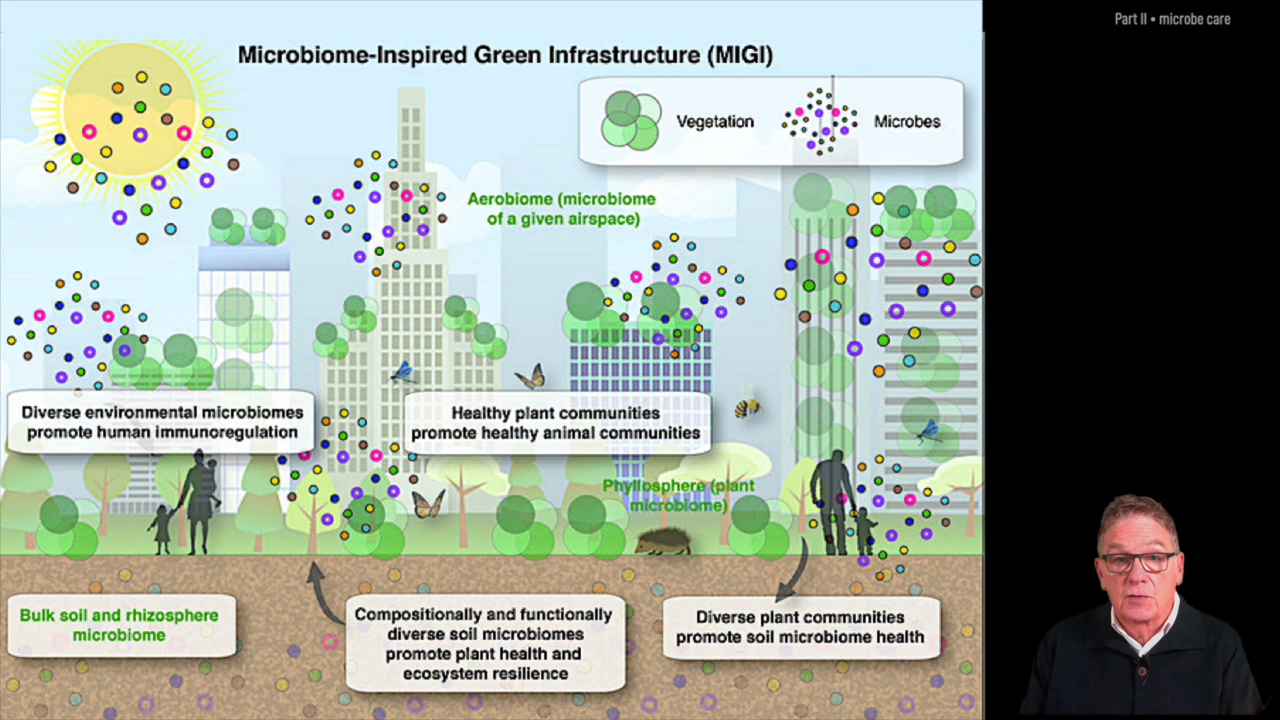 Part II • microbe care
Microbiome-Inspired Green Infrastructure (MIGI)
Vegetation
Microbes
Aerobiome (microbiome
of a given airspace)
Diverse environmental microbiomes
promote human immunoregulation
Healthy plant communities
promote healthy animal communities
Phyllosphere (plant
microbiome)
Bulk soil and rhizosphere
microbiome
Compositionally and functionally
diverse soil microbiomes
promote plant health and
ecosystem resilience
Diverse plant communities
promote soil microbiome health